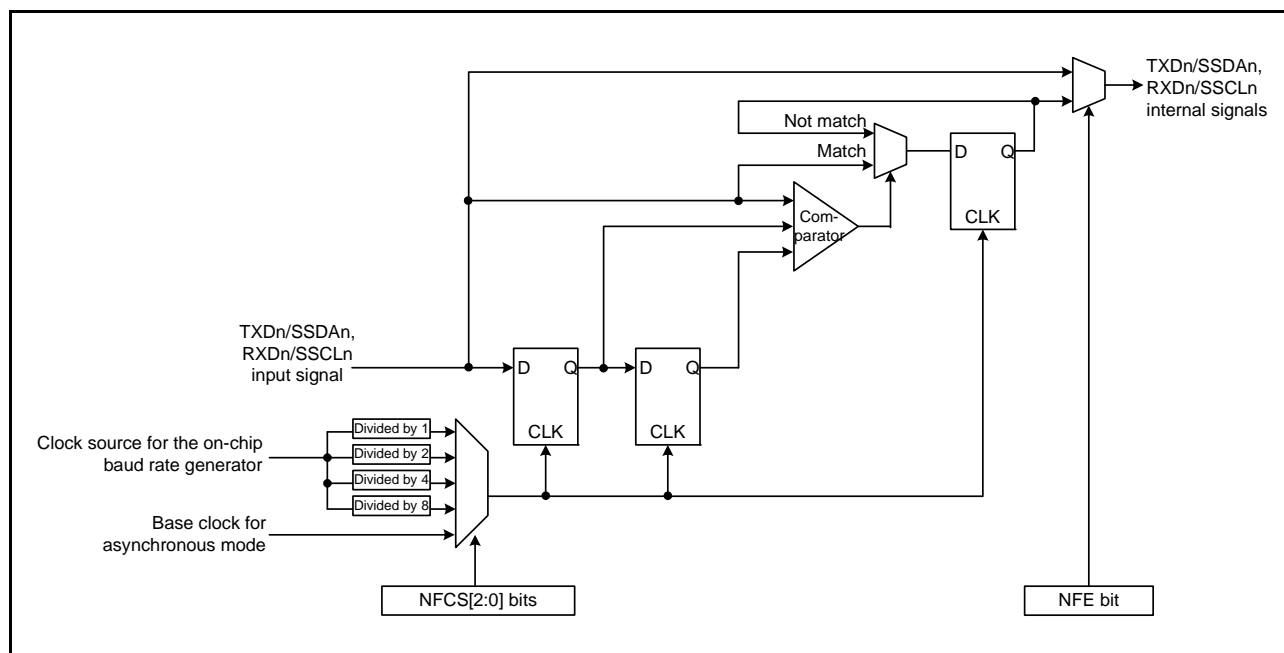 TXDn/SSDAn,
RXDn/SSCLn
internal signals
Not match
Match
D
Q
CLK
Com-
parator
TXDn/SSDAn,
RXDn/SSCLn
input signal
D
Q
CLK
D
Q
CLK
Clock source for the on-chip
baud rate generator
Divided by 1
Divided by 2
Divided by 4
Divided by 8
Base clock for
asynchronous mode
NFCS[2:0] bits
NFE bit